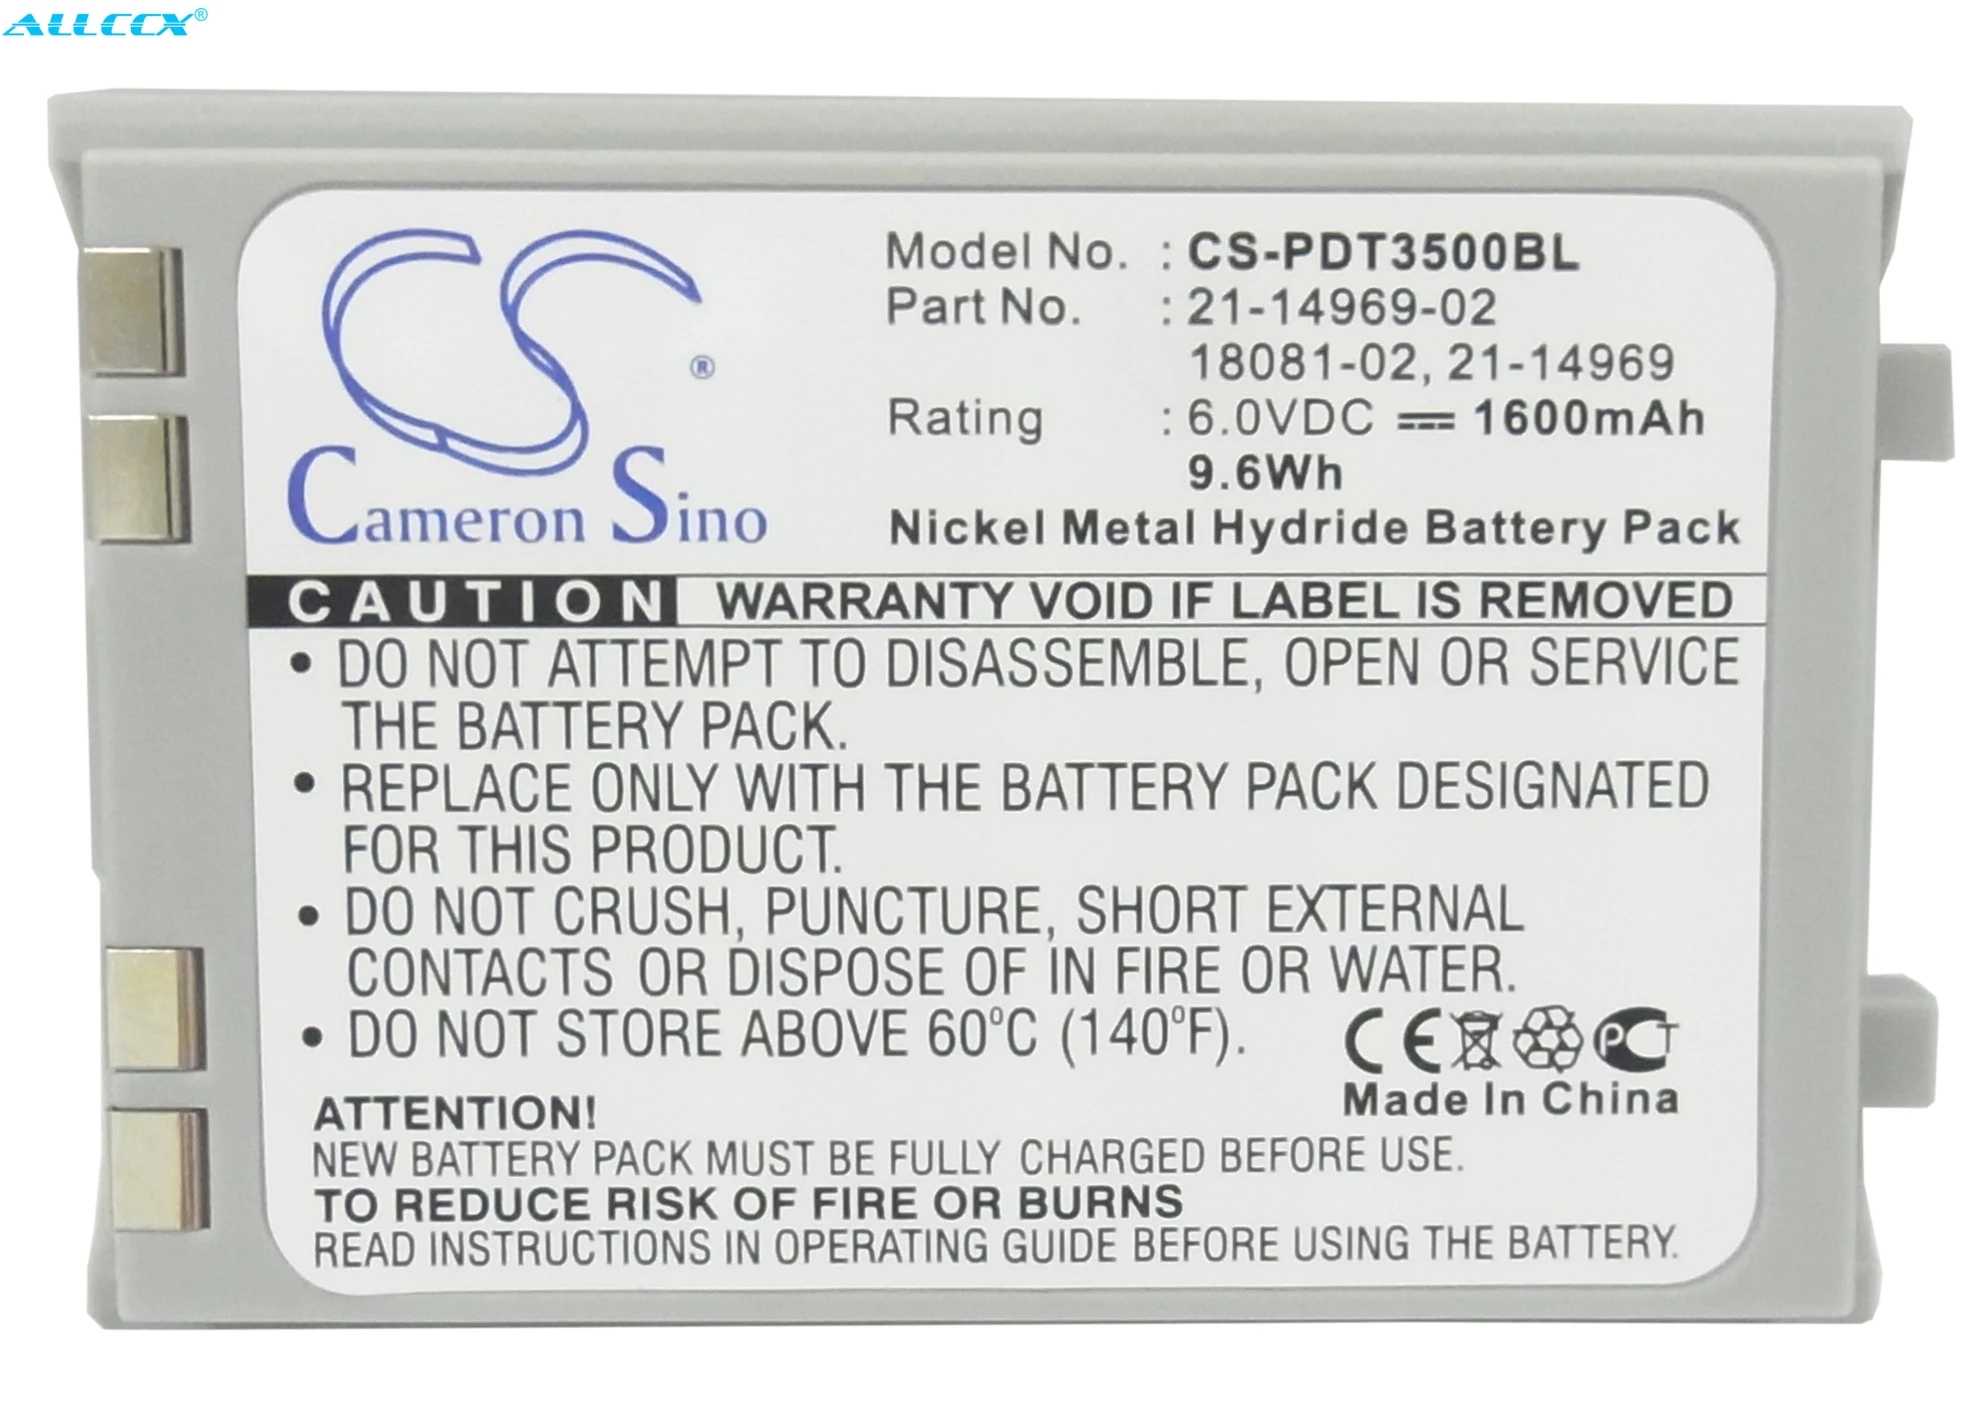 ALLCCX®
CS®
Cameron Sino
Model No. : CS-PDT3500BL
Part No. : 21-14969-02
18081-02, 21-14969
Rating : 6.0VDC ⎓ 1600mAh
9.6Wh
Nickel Metal Hydride Battery Pack
CAUTION WARRANTY VOID IF LABEL IS REMOVED
• DO NOT ATTEMPT TO DISASSEMBLE, OPEN OR SERVICE
THE BATTERY PACK.
• REPLACE ONLY WITH THE BATTERY PACK DESIGNATED
FOR THIS PRODUCT.
• DO NOT CRUSH, PUNCTURE, SHORT EXTERNAL
CONTACTS OR DISPOSE OF IN FIRE OR WATER.
• DO NOT STORE ABOVE 60°C (140°F).
CE PCT
Made In China
ATTENTION!
NEW BATTERY PACK MUST BE FULLY CHARGED BEFORE USE.
TO REDUCE RISK OF FIRE OR BURNS
READ INSTRUCTIONS IN OPERATING GUIDE BEFORE USING THE BATTERY.